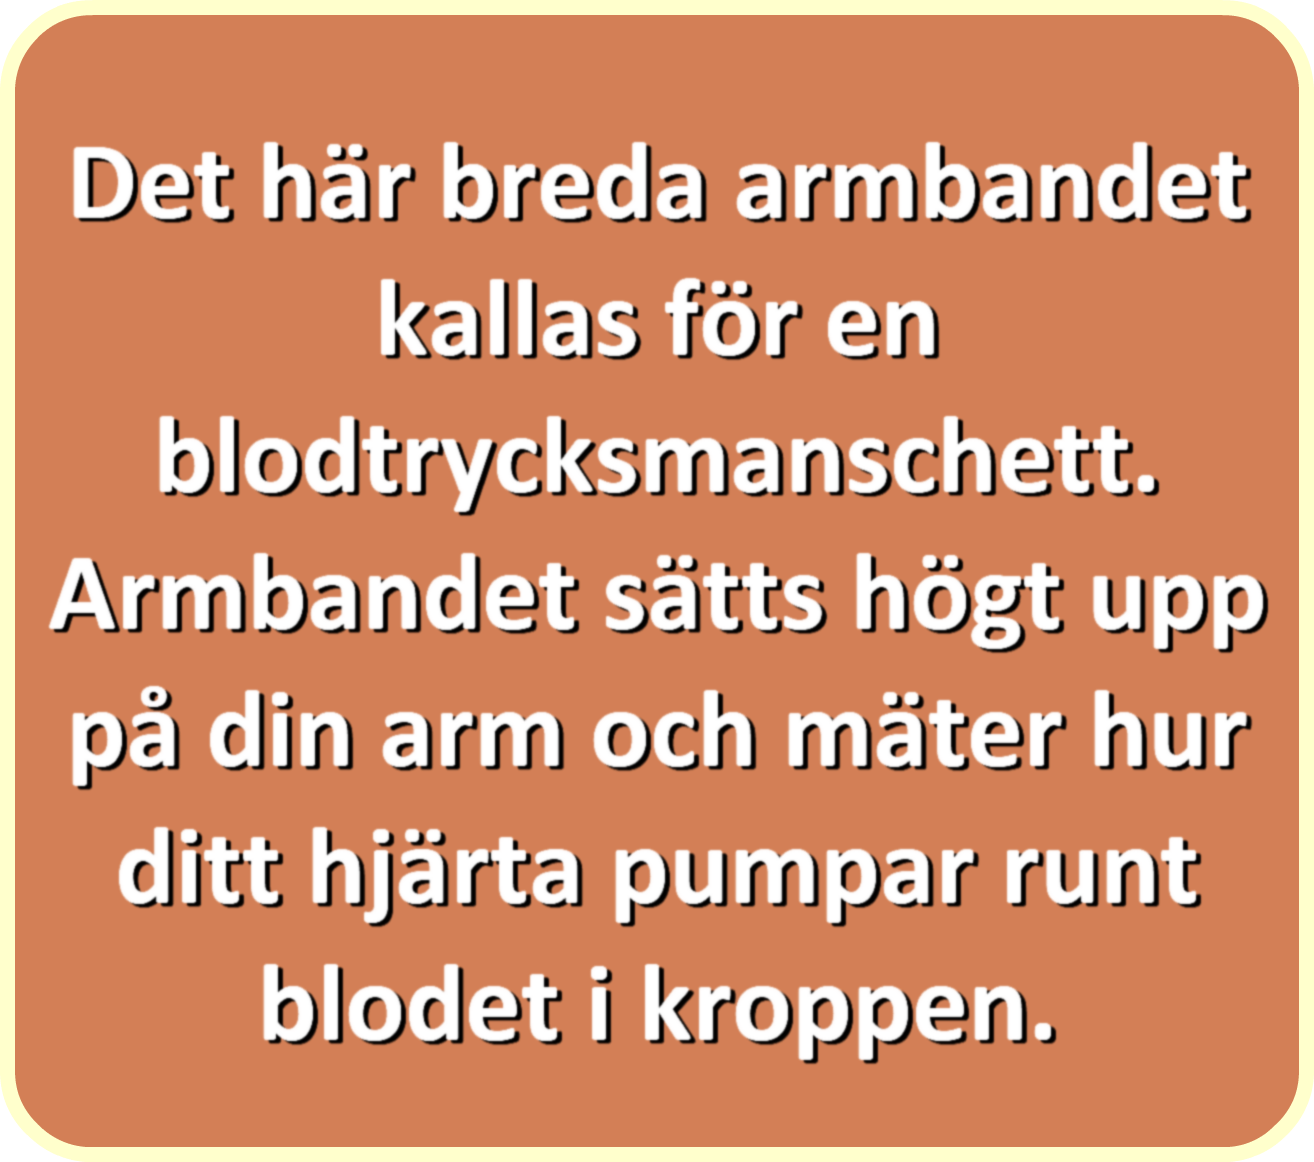 Det här breda armbandet
kallas för en
blodtrycksmanschett.
Armbandet sätts högt upp
på din arm och mäter hur
ditt hjärta pumpar runt
blodet i kroppen.